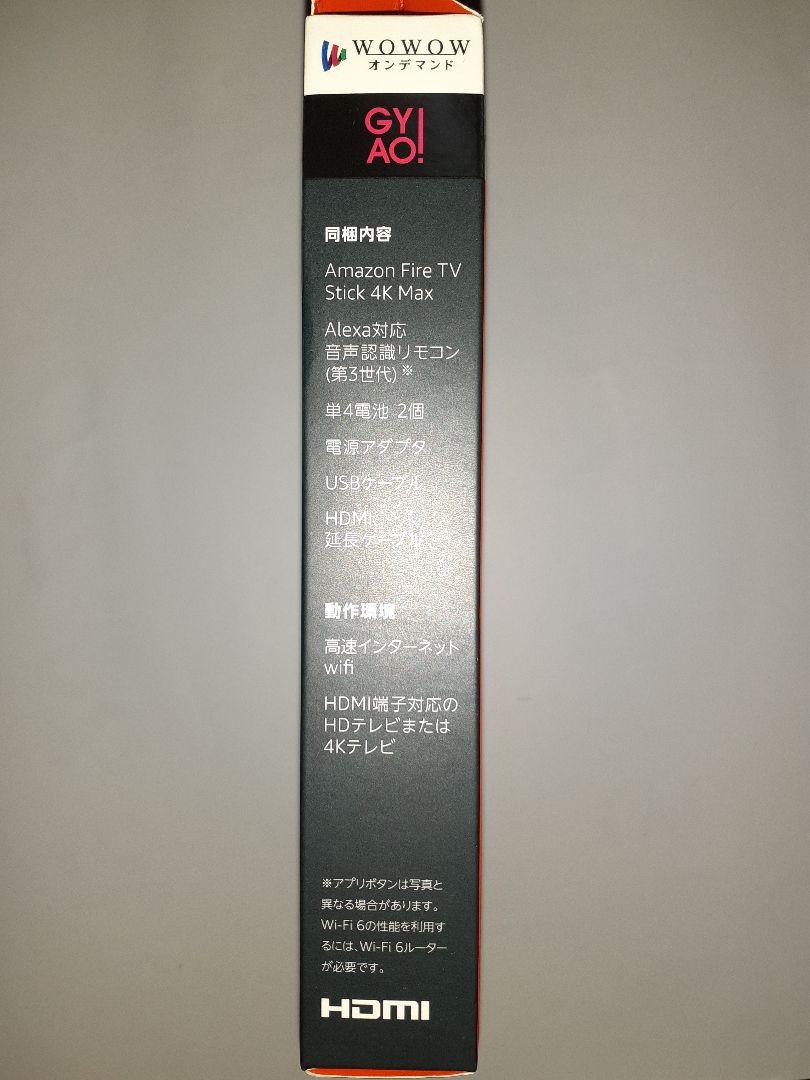 WOWOW
オンデマンド
GY
AO!
同梱内容
Amazon Fire TV
Stick 4K Max
Alexa対応
音声認識リモコン
(第3世代)※
単4電池 2個
電源アダプタ
USBケーブル
HDMI
延長ケーブル
動作環境
高速インターネット
wifi
HDMI端子対応の
HDテレビまたは
4Kテレビ
※アプリボタンは写真と
異なる場合があります。
Wi-Fi 6の性能を利用す
るには、Wi-Fi 6ルーター
が必要です。
HDMI